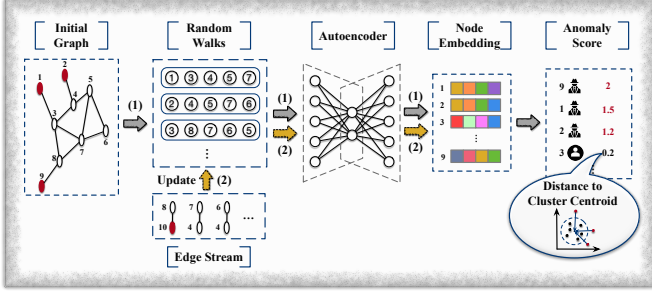 Initial
Graph
Random
Walks
Autoencoder
Node
Embedding
Anomaly
Score
1
2
3
4
5
6
7
8
9
(1)
1 3 4 5 7
2 4 5 7 6
3 8 7 6 5
⋮
Update
(2)
8 7 6 ...
10 4 4
Edge Stream
(1)
(2)
(1)
(2)
1
2
3
⋮
9
9 2
1 1.5
2 1.2
3 0.2
Distance to
Cluster Centroid